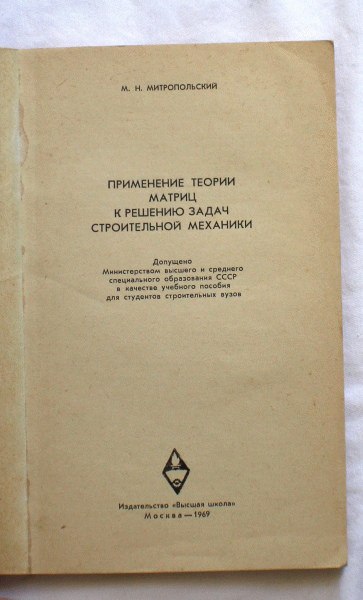 М. Н. МИТРОПОЛЬСКИЙ
ПРИМЕНЕНИЕ ТЕОРИИ
МАТРИЦ
К РЕШЕНИЮ ЗАДАЧ
СТРОИТЕЛЬНОЙ МЕХАНИКИ
Допущено
Министерством высшего и среднего
специального образования СССР
в качестве учебного пособия
для студентов строительных вузов
Издательство «Высшая школа»
Москва — 1969